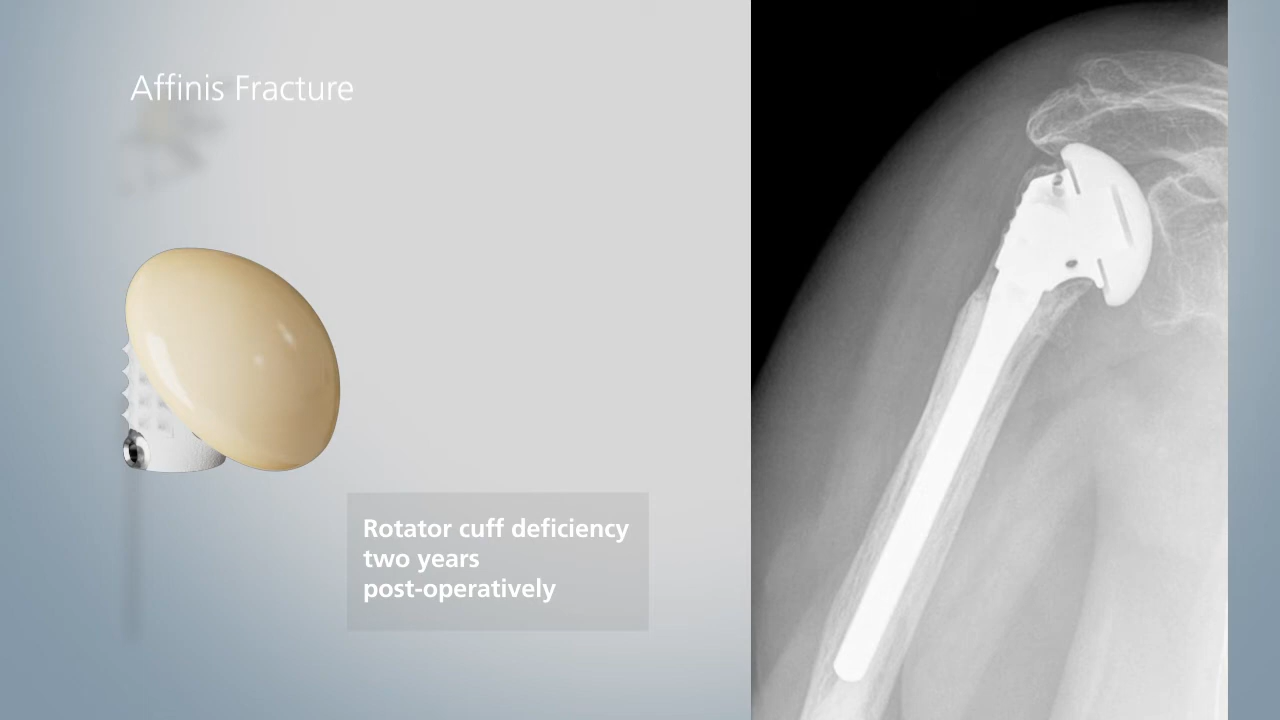 Affinis Fracture
Rotator cuff deficiency
two years
post-operatively